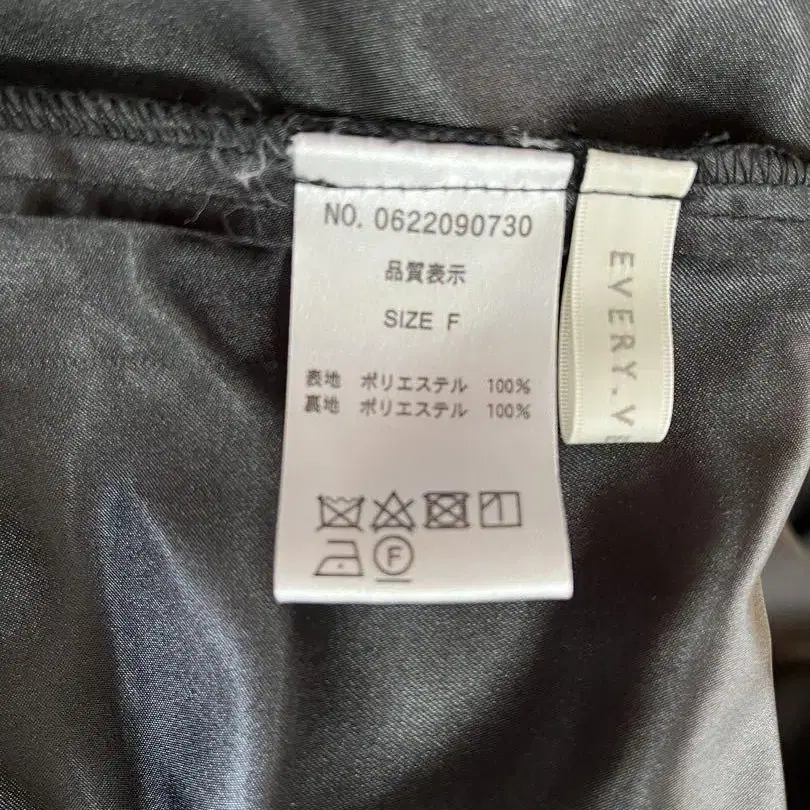 NO. 0622090730
品質表示
SIZE F
表地 ポリエステル 100%
裏地 ポリエステル 100%
F
EVERY.VE